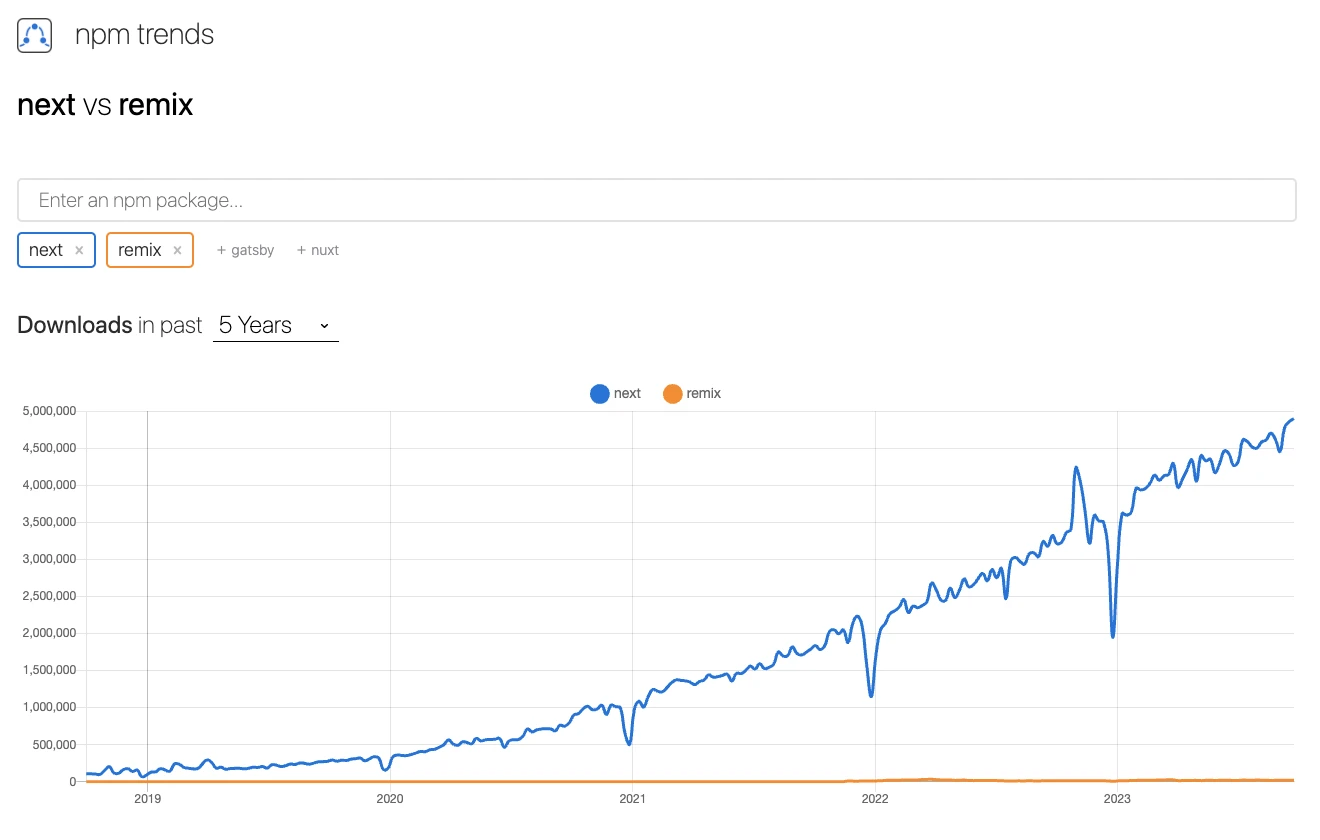 npm trends
next vs remix
Enter an npm package...
next × remix × + gatsby + nuxt
Downloads in past 5 Years
next remix
5,000,000
4,500,000
4,000,000
3,500,000
3,000,000
2,500,000
2,000,000
1,500,000
1,000,000
500,000
0
2019 2020 2021 2022 2023